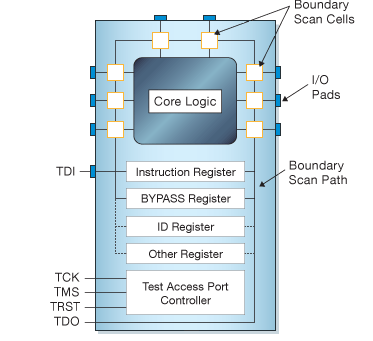 Boundary
Scan Cells
I/O
Pads
Core Logic
Boundary
Scan Path
TDI
Instruction Register
BYPASS Register
ID Register
Other Register
TCK
TMS
TRST
TDO
Test Access Port
Controller